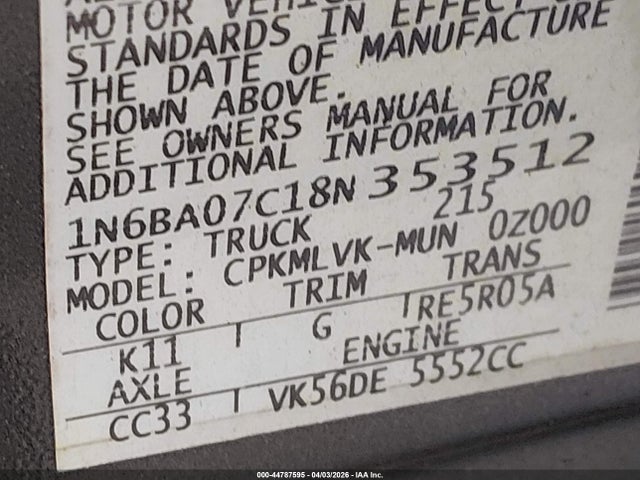 MOTOR VEHIC
STANDARDS IN EFFECT
THE DATE OF MANUFACTURE
SHOWN ABOVE.
SEE OWNERS MANUAL FOR
ADDITIONAL INFORMATION.
1N6BA07C18N353512
TYPE: TRUCK 215
MODEL: CPKMLVK-MUN 0Z000
COLOR TRIM TRANS
K11 G RE5R05A
AXLE ENGINE
CC33 VK56DE 5552CC
000-44787595 - 04/03/2026 - IAA Inc.